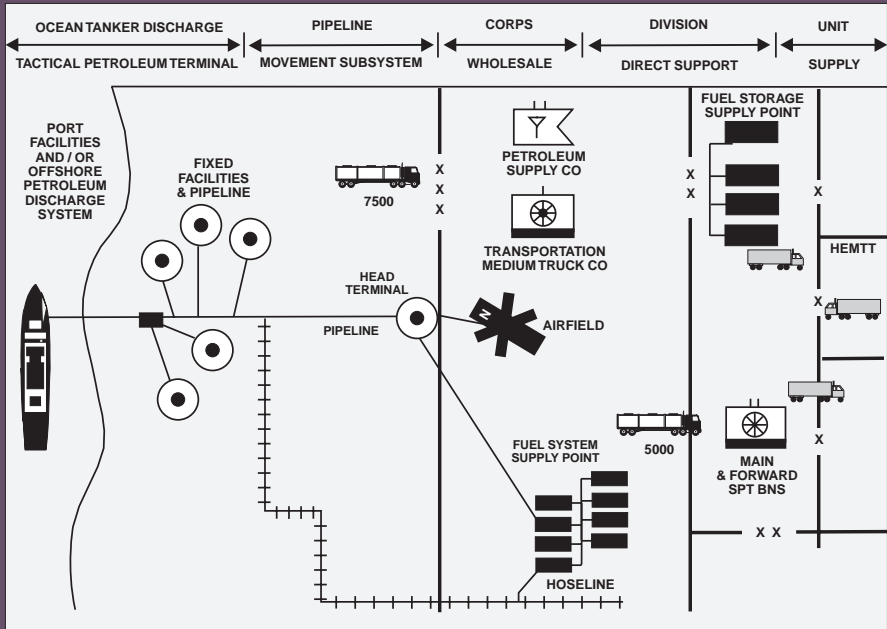 OCEAN TANKER DISCHARGE
PIPELINE
CORPS
DIVISION
UNIT
TACTICAL PETROLEUM TERMINAL
MOVEMENT SUBSYSTEM
WHOLESALE
DIRECT SUPPORT
SUPPLY
PORT
FACILITIES
AND / OR
OFFSHORE
PETROLEUM
DISCHARGE
SYSTEM
FIXED
FACILITIES
& PIPELINE
7500
X
X
X
PETROLEUM
SUPPLY CO
TRANSPORTATION
MEDIUM TRUCK CO
FUEL STORAGE
SUPPLY POINT
X
X
X
HEMTT
X
HEAD
TERMINAL
PIPELINE
N
AIRFIELD
FUEL SYSTEM
SUPPLY POINT
5000
MAIN
& FORWARD
SPT BNS
X
X X
HOSELINE